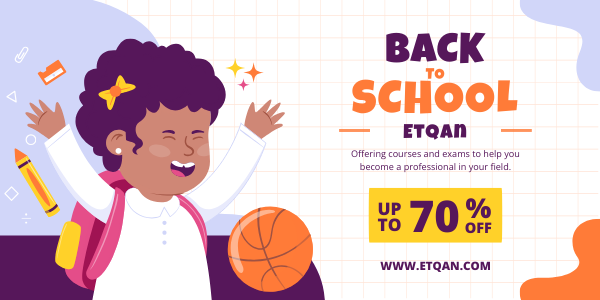 BACK
TO
SCHOOL
ETQAN
Offering courses and exams to help you
become a professional in your field.
UP TO 70% OFF
WWW.ETQAN.COM